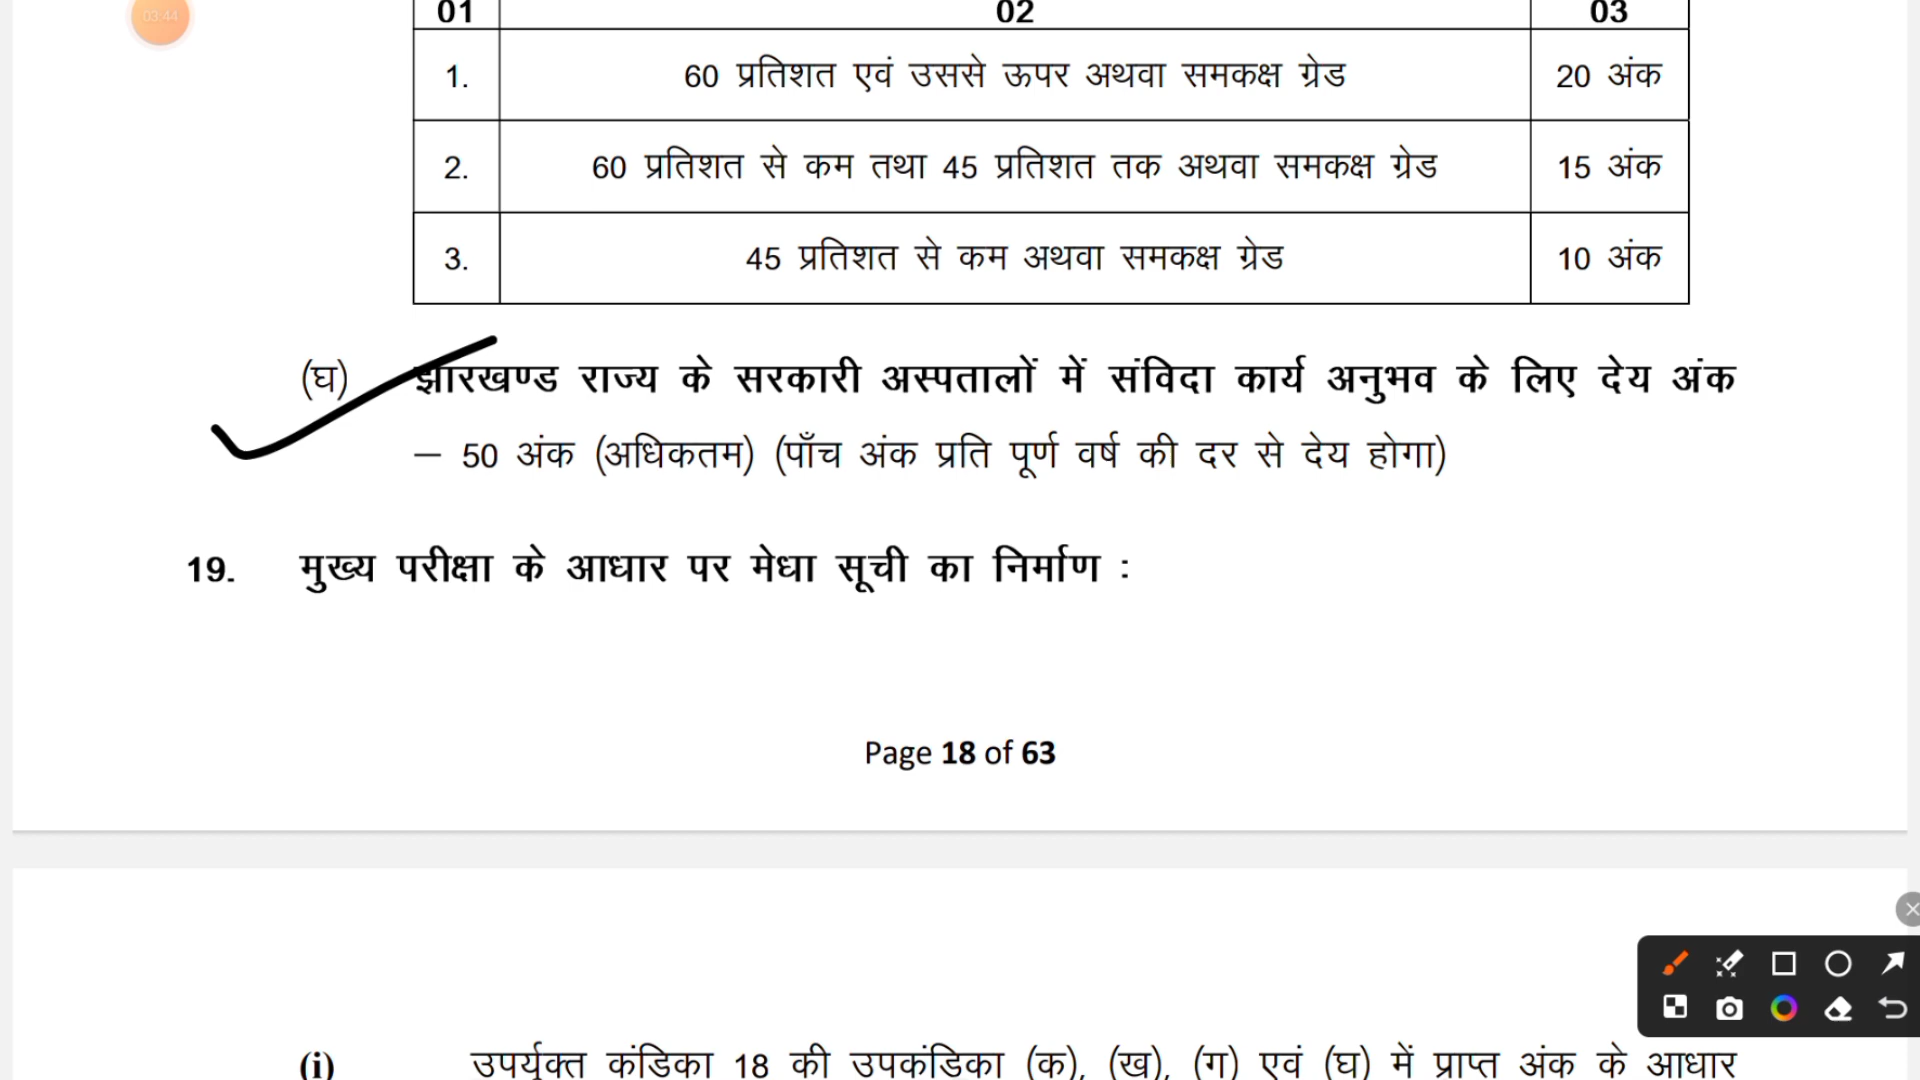 03:44
01 02 03
1. 60 प्रतिशत एवं उससे ऊपर अथवा समकक्ष ग्रेड 20 अंक
2. 60 प्रतिशत से कम तथा 45 प्रतिशत तक अथवा समकक्ष ग्रेड 15 अंक
3. 45 प्रतिशत से कम अथवा समकक्ष ग्रेड 10 अंक
(घ) झारखण्ड राज्य के सरकारी अस्पतालों में संविदा कार्य अनुभव के लिए देय अंक
– 50 अंक (अधिकतम) (पाँच अंक प्रति पूर्ण वर्ष की दर से देय होगा)
19. मुख्य परीक्षा के आधार पर मेधा सूची का निर्माण :
Page 18 of 63
(i) उपर्युक्त कंडिका 18 की उपकंडिका (क), (ख), (ग) एवं (घ) में प्राप्त अंक के आधार